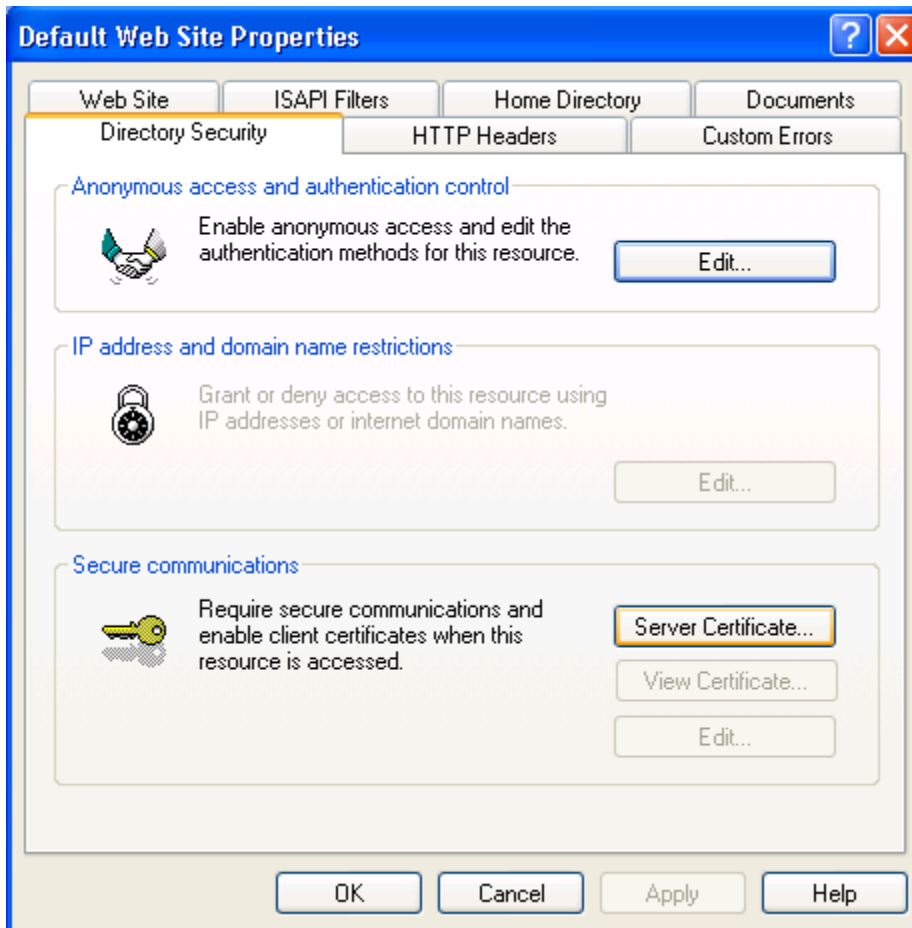 Default Web Site Properties
Web Site
ISAPI Filters
Home Directory
Documents
Directory Security
HTTP Headers
Custom Errors
Anonymous access and authentication control
Enable anonymous access and edit the
authentication methods for this resource.
Edit...
IP address and domain name restrictions
Grant or deny access to this resource using
IP addresses or internet domain names.
Edit...
Secure communications
Require secure communications and
enable client certificates when this
resource is accessed.
Server Certificate...
View Certificate...
Edit...
OK
Cancel
Apply
Help